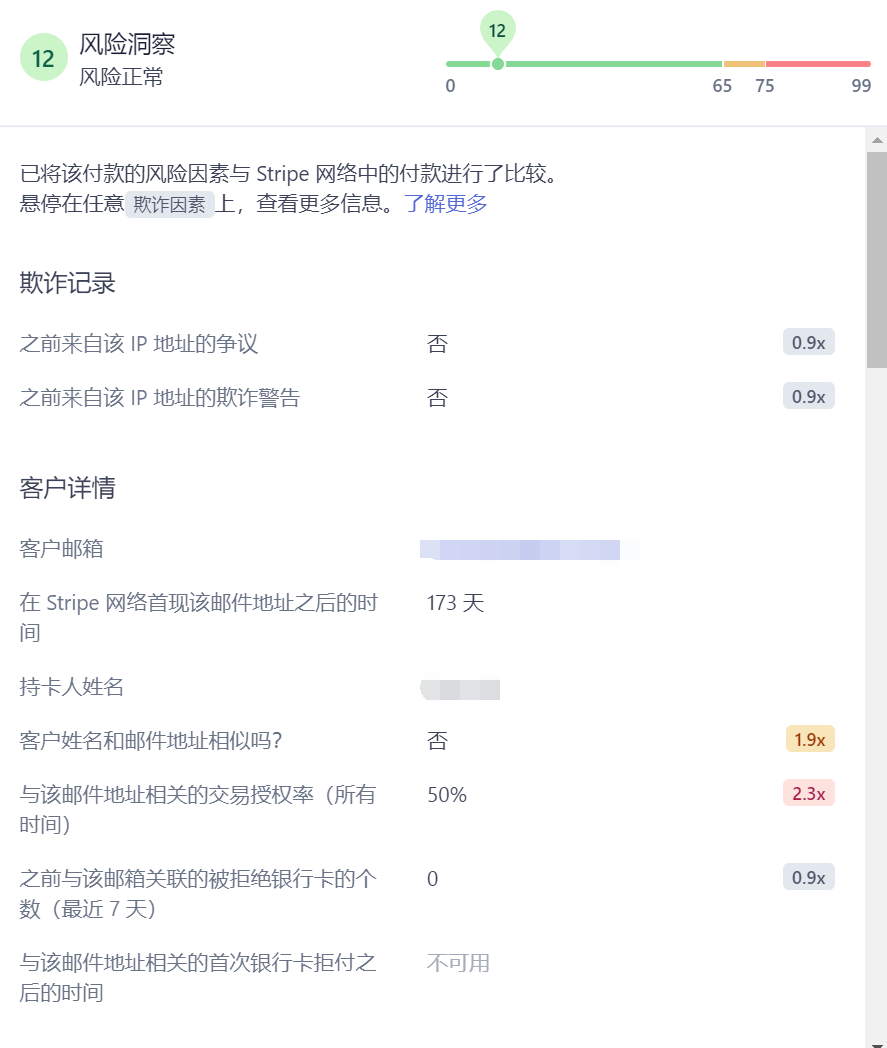 12
风险洞察
风险正常
12
0
65
75
99
已将该付款的风险因素与 Stripe 网络中的付款进行了比较。
悬停在任意 欺诈因素 上，查看更多信息。了解更多
欺诈记录
之前来自该 IP 地址的争议 否 0.9x
之前来自该 IP 地址的欺诈警告 否 0.9x
客户详情
客户邮箱
在 Stripe 网络首现该邮件地址之后的时 173 天
间
持卡人姓名
客户姓名和邮件地址相似吗？ 否 1.9x
与该邮件地址相关的交易授权率（所有 50% 2.3x
时间）
之前与该邮箱关联的被拒绝银行卡的个 0 0.9x
数（最近 7 天）
与该邮件地址相关的首次银行卡拒付之 不可用
后的时间